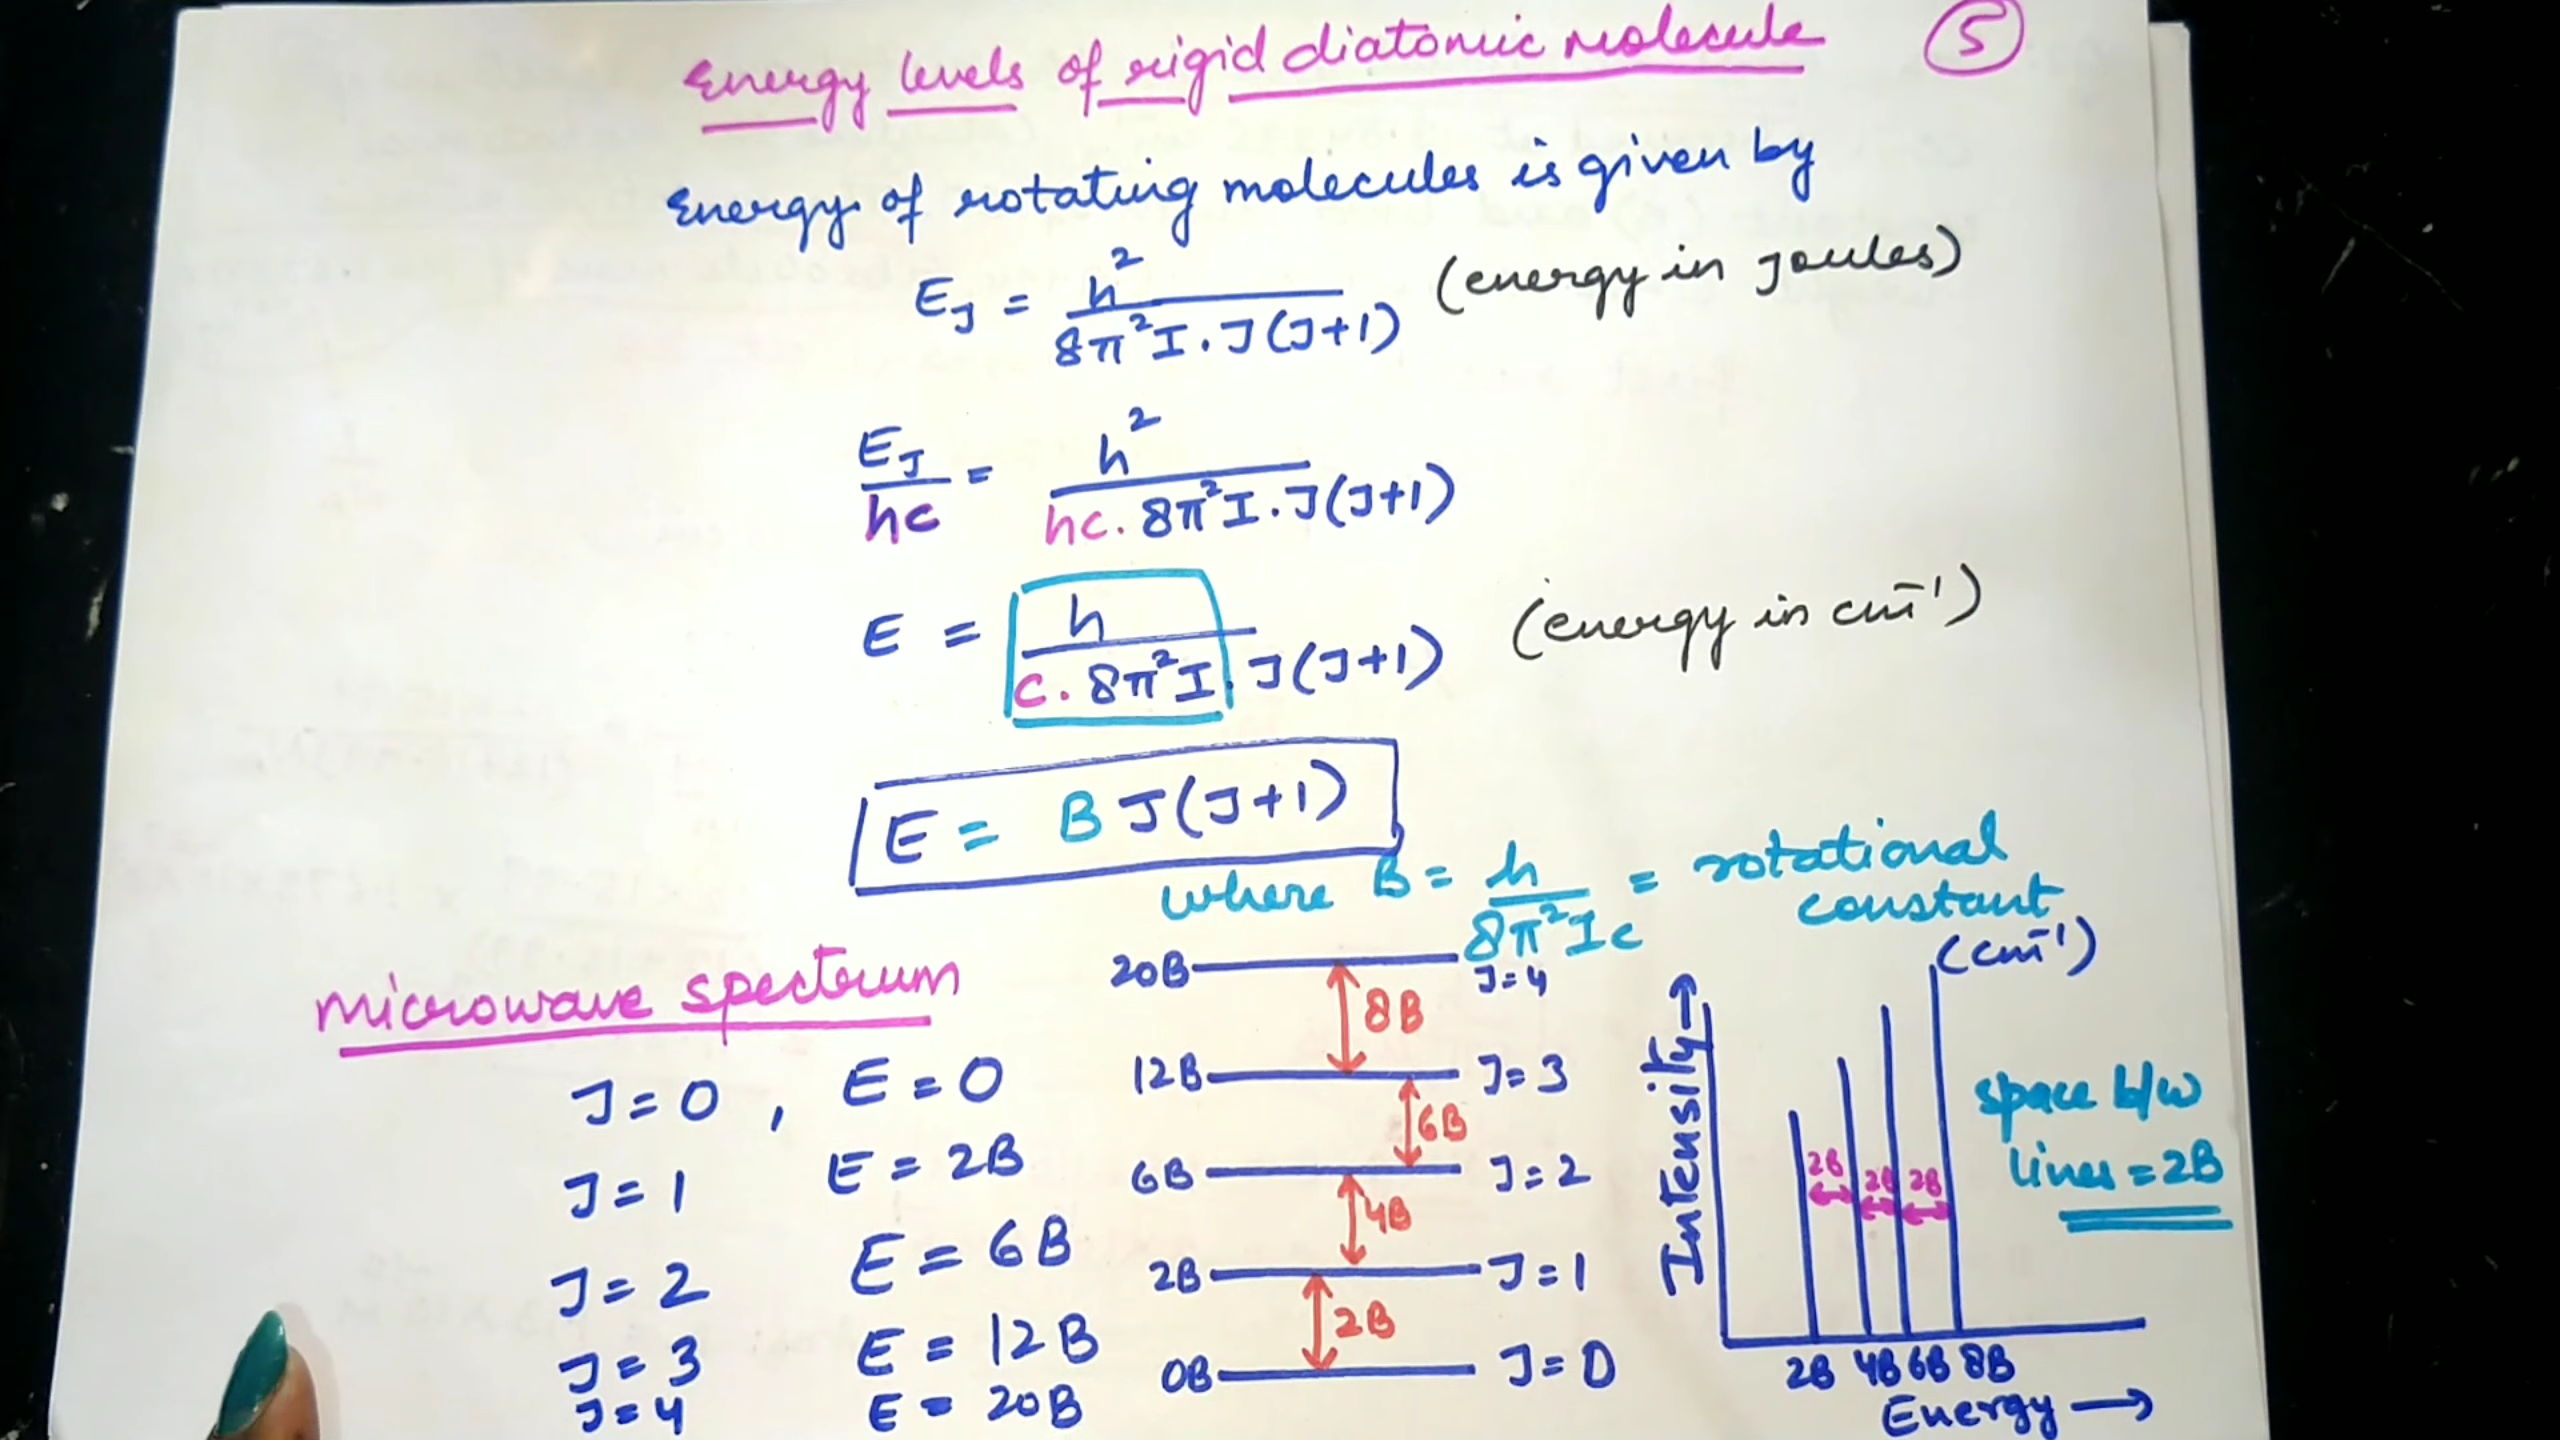 Energy levels of rigid diatomic molecule 5
Energy of rotating molecules is given by
E_J = h² / 8π²I . J(J+1) (energy in Joules)
E_J / hc = h² / hc. 8π²I . J(J+1)
E = h / c. 8π²I . J(J+1) (energy in cm⁻¹)
E = B J(J+1)
where B = h / 8π²Ic = rotational constant
(cm⁻¹)
microwave spectrum
J = 0 , E = 0
J = 1 E = 2B
J = 2 E = 6B
J = 3 E = 12B
J = 4 E = 20B
20B J = 4
8B
12B J = 3
6B
6B J = 2
4B
2B J = 1
2B
0B J = 0
Intensity →
2B 2B 2B
2B 4B 6B 8B
Energy →
space b/w
lines = 2B